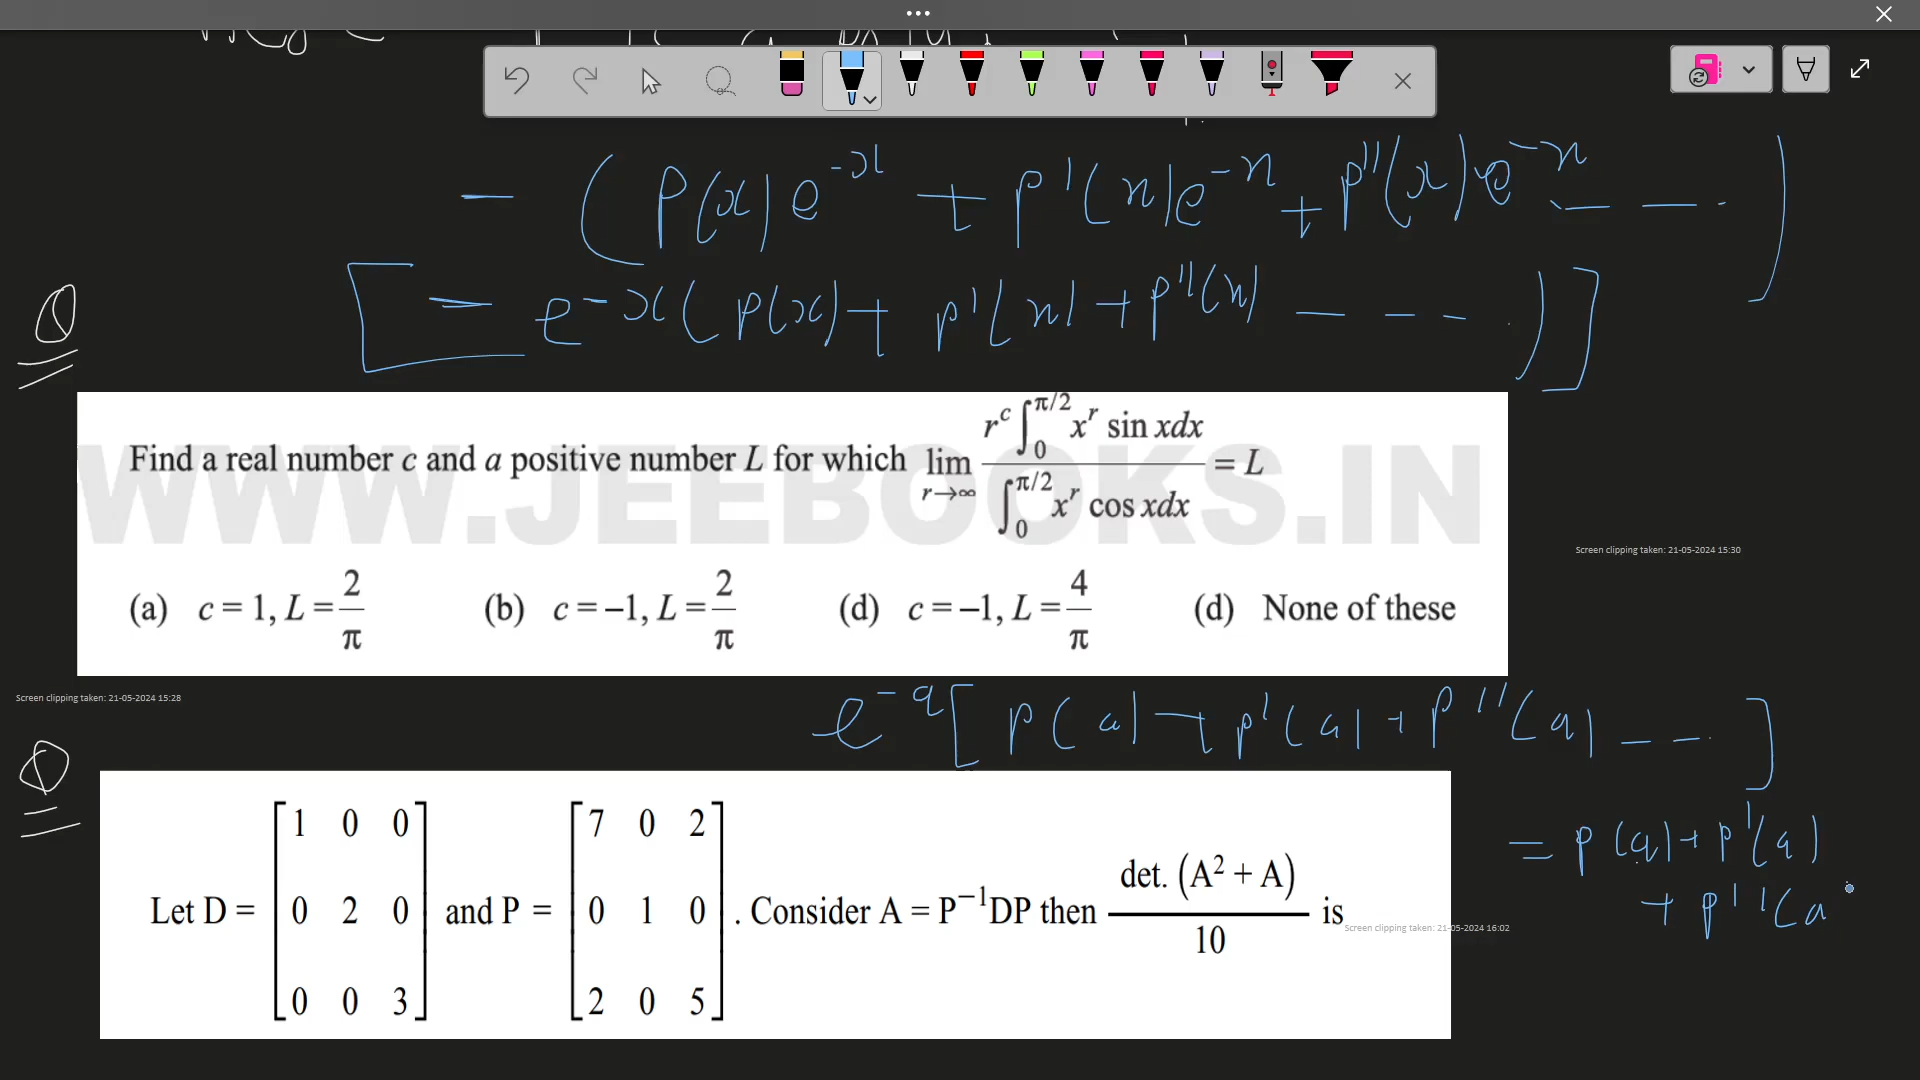 - (P(x)e^-x + P'(x)e^-x + P''(x)e^-x - - - )
Q
[ - e^-x (P(x) + P'(x) + P''(x) - - - - )]
Find a real number c and a positive number L for which lim r→∞ r^c ∫_0^π/2 x^r sin xdx / ∫_0^π/2 x^r cos xdx = L
WWW.JEEBOOKS.IN
Screen clipping taken: 21-05-2024 15:30
(a) c = 1, L = 2/π (b) c = –1, L = 2/π (d) c = –1, L = 4/π (d) None of these
Screen clipping taken: 21-05-2024 15:28
e^-a [P(a) + P'(a) + P''(a) - - - ]
Q
Let D = [1 0 0; 0 2 0; 0 0 3] and P = [7 0 2; 0 1 0; 2 0 5]. Consider A = P^–1DP then det. (A^2 + A) / 10 is
Screen clipping taken: 21-05-2024 16:02
= P(a) + P'(a)
+ P''(a